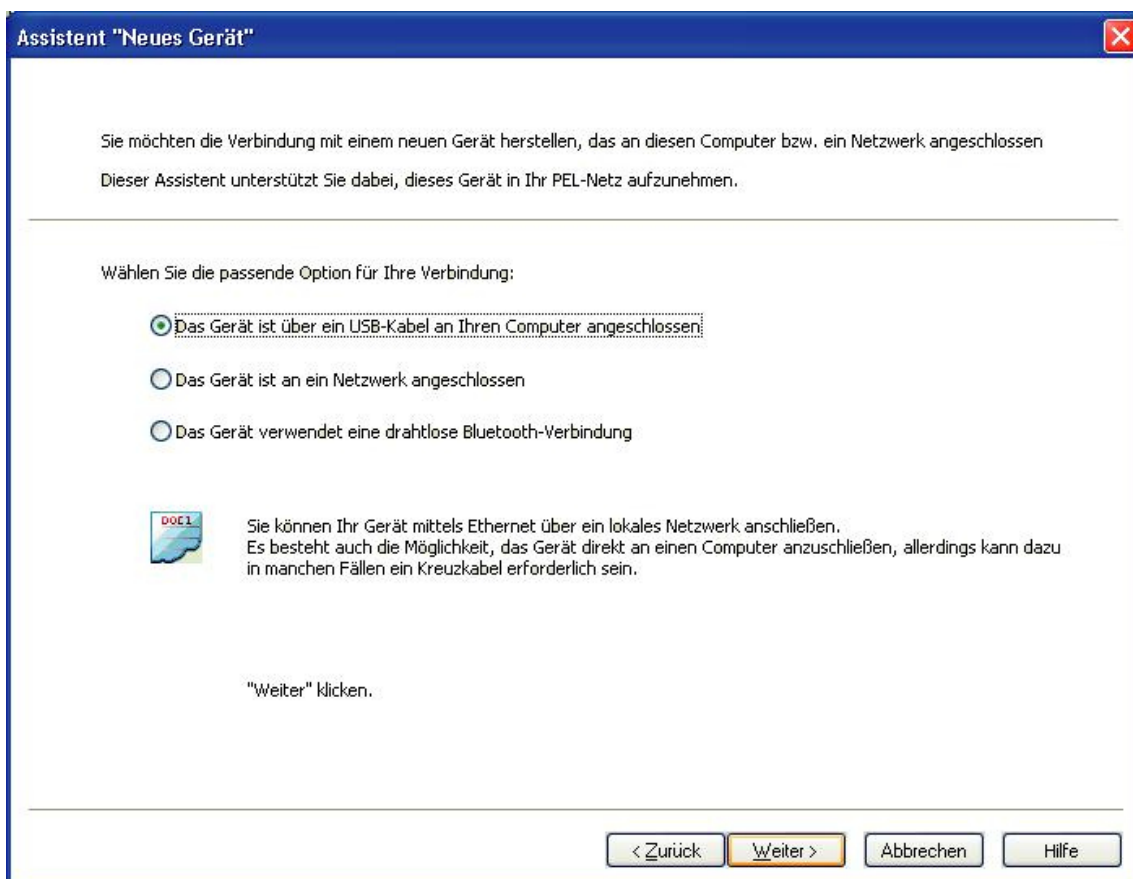 Assistent "Neues Gerät"
Sie möchten die Verbindung mit einem neuen Gerät herstellen, das an diesen Computer bzw. ein Netzwerk angeschlossen
Dieser Assistent unterstützt Sie dabei, dieses Gerät in Ihr PEL-Netz aufzunehmen.
Wählen Sie die passende Option für Ihre Verbindung:
Das Gerät ist über ein USB-Kabel an Ihren Computer angeschlossen
Das Gerät ist an ein Netzwerk angeschlossen
Das Gerät verwendet eine drahtlose Bluetooth-Verbindung
DOC1
Sie können Ihr Gerät mittels Ethernet über ein lokales Netzwerk anschließen.
Es besteht auch die Möglichkeit, das Gerät direkt an einen Computer anzuschließen, allerdings kann dazu
in manchen Fällen ein Kreuzkabel erforderlich sein.
"Weiter" klicken.
< Zurück Weiter > Abbrechen Hilfe